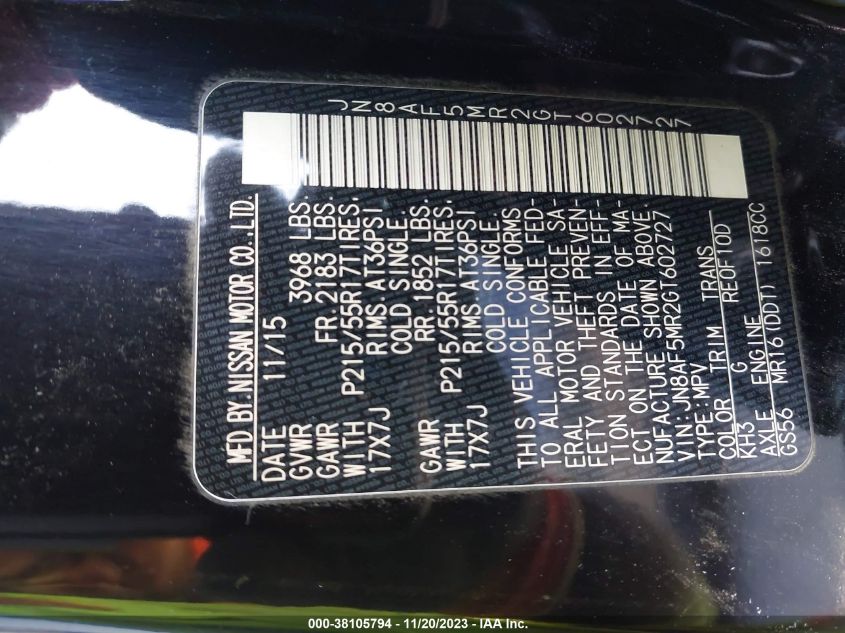 JN8AF5MR2GT602727
MFD BY NISSAN MOTOR CO., LTD.
DATE 11/15
GVWR 3968 LBS.
GAWR FR. 2183 LBS.
WITH P215/55R17TIRES.
17X7J RIMS. AT36PSI
COLD SINGLE.
GAWR RR. 1852 LBS.
WITH P215/55R17TIRES.
17X7J RIMS. AT36PSI
COLD SINGLE.
THIS VEHICLE CONFORMS
TO ALL APPLICABLE FED-
ERAL MOTOR VEHICLE SA-
FETY AND THEFT PREVEN-
TION STANDARDS IN EFF-
ECT ON THE DATE OF MA-
NUFACTURE SHOWN ABOVE.
VIN:JN8AF5MR2GT602727
TYPE:MPV
COLOR TRIM TRANS
KH3 G RE0F10D
AXLE ENGINE
GS56 MR16(DDT) 1618CC
000-38105794 - 11/20/2023 - IAA Inc.